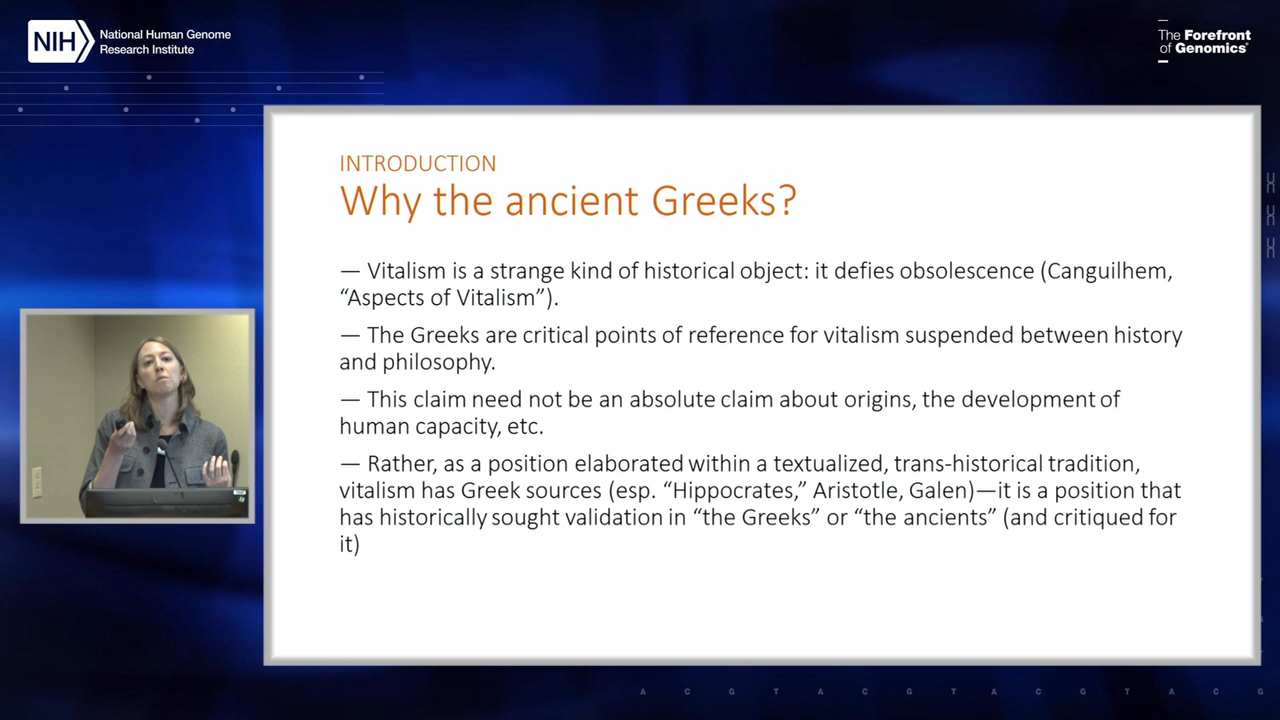 NIH
National Human Genome
Research Institute
The Forefront
of Genomics®
INTRODUCTION
Why the ancient Greeks?
— Vitalism is a strange kind of historical object: it defies obsolescence (Canguilhem,
“Aspects of Vitalism”).
— The Greeks are critical points of reference for vitalism suspended between history
and philosophy.
— This claim need not be an absolute claim about origins, the development of
human capacity, etc.
— Rather, as a position elaborated within a textualized, trans-historical tradition,
vitalism has Greek sources (esp. “Hippocrates,” Aristotle, Galen)—it is a position that
has historically sought validation in “the Greeks” or “the ancients” (and critiqued for
it)
A C G T A C G T A C G T A C G